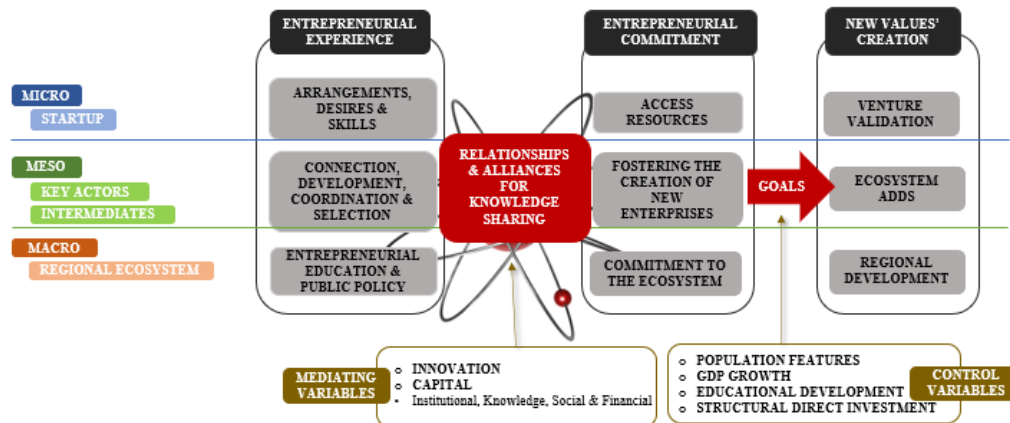 ENTREPRENEURIAL
EXPERIENCE
ENTREPRENEURIAL
COMMITMENT
NEW VALUES'
CREATION
MICRO
STARTUP
ARRANGEMENTS,
DESIRES &
SKILLS
ACCESS
RESOURCES
VENTURE
VALIDATION
MESO
KEY ACTORS
INTERMEDIATES
CONNECTION,
DEVELOPMENT,
COORDINATION &
SELECTION
RELATIONSHIPS
& ALLIANCES
FOR
KNOWLEDGE
SHARING
FOSTERING THE
CREATION OF
NEW
ENTERPRISES
GOALS
ECOSYSTEM
ADDS
MACRO
REGIONAL ECOSYSTEM
ENTREPRENEURIAL
EDUCATION &
PUBLIC POLICY
COMMITMENT TO
THE ECOSYSTEM
REGIONAL
DEVELOPMENT
MEDIATING
VARIABLES
o INNOVATION
o CAPITAL
• Institutional, Knowledge, Social & Financial
o POPULATION FEATURES
o GDP GROWTH
o EDUCATIONAL DEVELOPMENT
o STRUCTURAL DIRECT INVESTMENT
CONTROL
VARIABLES